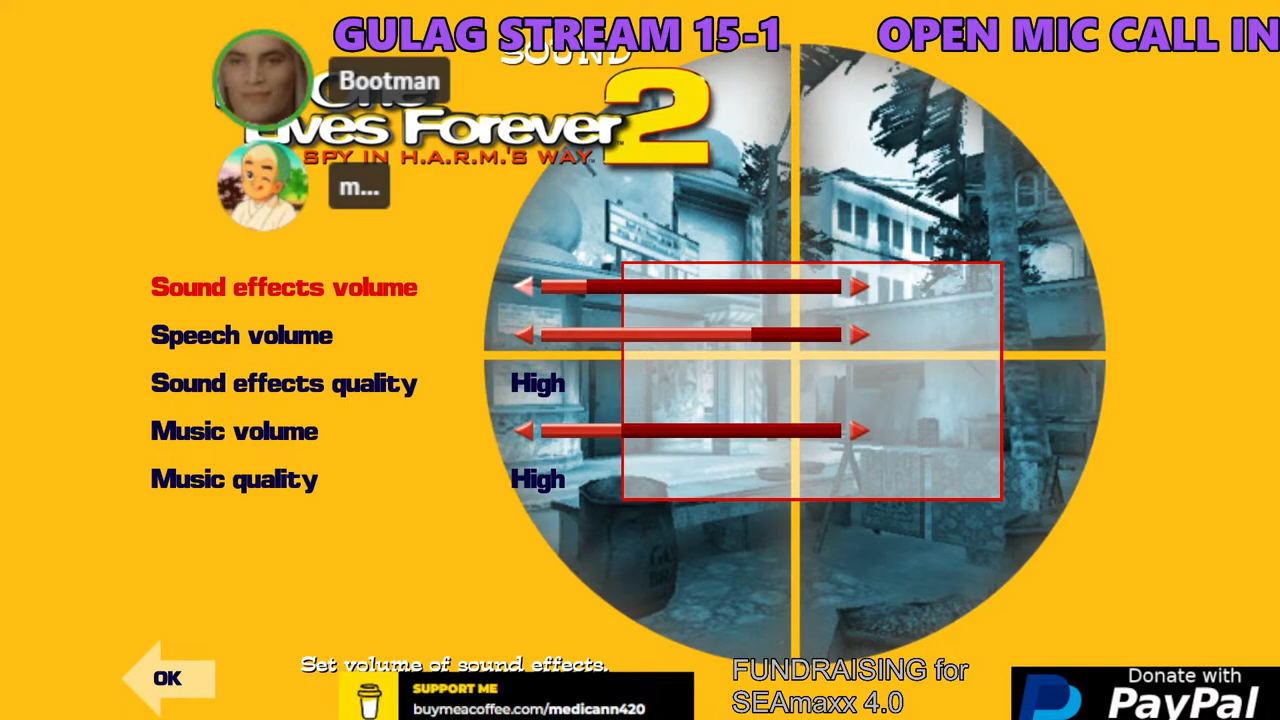 GULAG STREAM 15-1 OPEN MIC CALL IN
SOUND
Bootman
One
Lives Forever 2
SPY IN H.A.R.M.'S WAY
m...
Sound effects volume
Speech volume
Sound effects quality High
Music volume
Music quality High
OK
Set volume of sound effects.
SUPPORT ME
buymeacoffee.com/medicann420
FUNDRAISING for
SEAmaxx 4.0
Donate with
PayPal